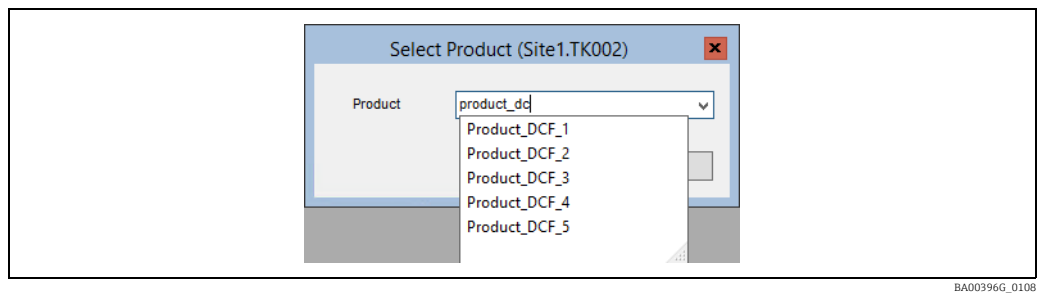 Select Product (Site1.TK002)
Product product_dc
Product_DCF_1
Product_DCF_2
Product_DCF_3
Product_DCF_4
Product_DCF_5
BA00396G_0108